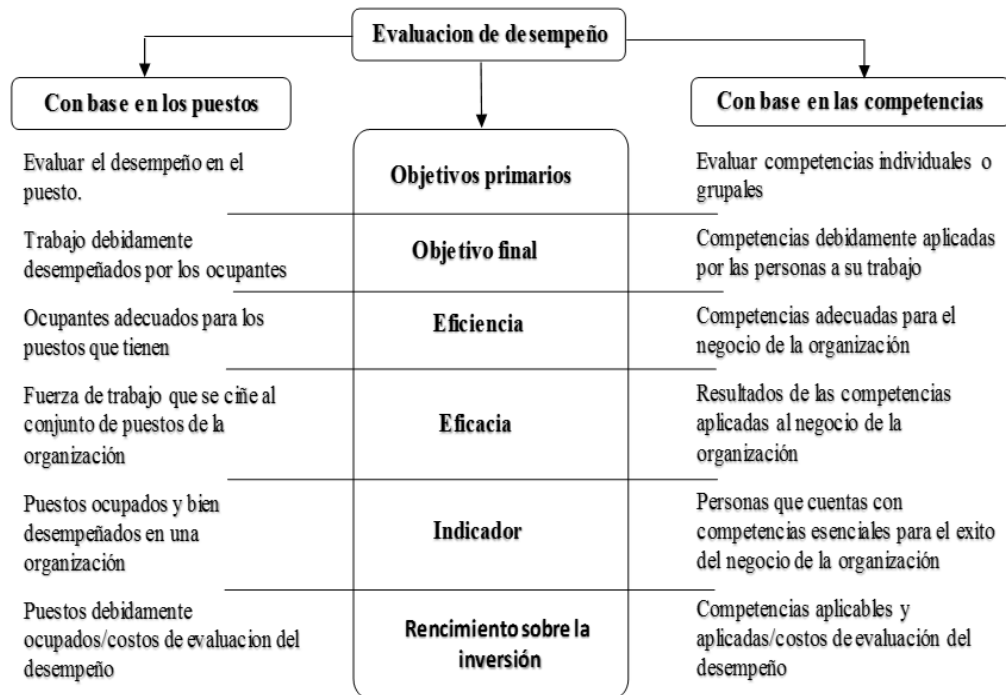 Evaluacion de desempeño
Con base en los puestos
Con base en las competencias
Evaluar el desempeño en el
puesto.
Objetivos primarios
Evaluar competencias individuales o
grupales
Trabajo debidamente
desempeñados por los ocupantes
Objetivo final
Competencias debidamente aplicadas
por las personas a su trabajo
Ocupantes adecuados para los
puestos que tienen
Eficiencia
Competencias adecuadas para el
negocio de la organización
Fuerza de trabajo que se ciñe al
conjunto de puestos de la
organización
Eficacia
Resultados de las competencias
aplicadas al negocio de la
organización
Puestos ocupados y bien
desempeñados en una
organización
Indicador
Personas que cuentas con
competencias esenciales para el exito
del negocio de la organización
Puestos debidamente
ocupados/costos de evaluacion del
desempeño
Rencimiento sobre la
inversión
Competencias aplicables y
aplicadas/costos de evaluación del
desempeño